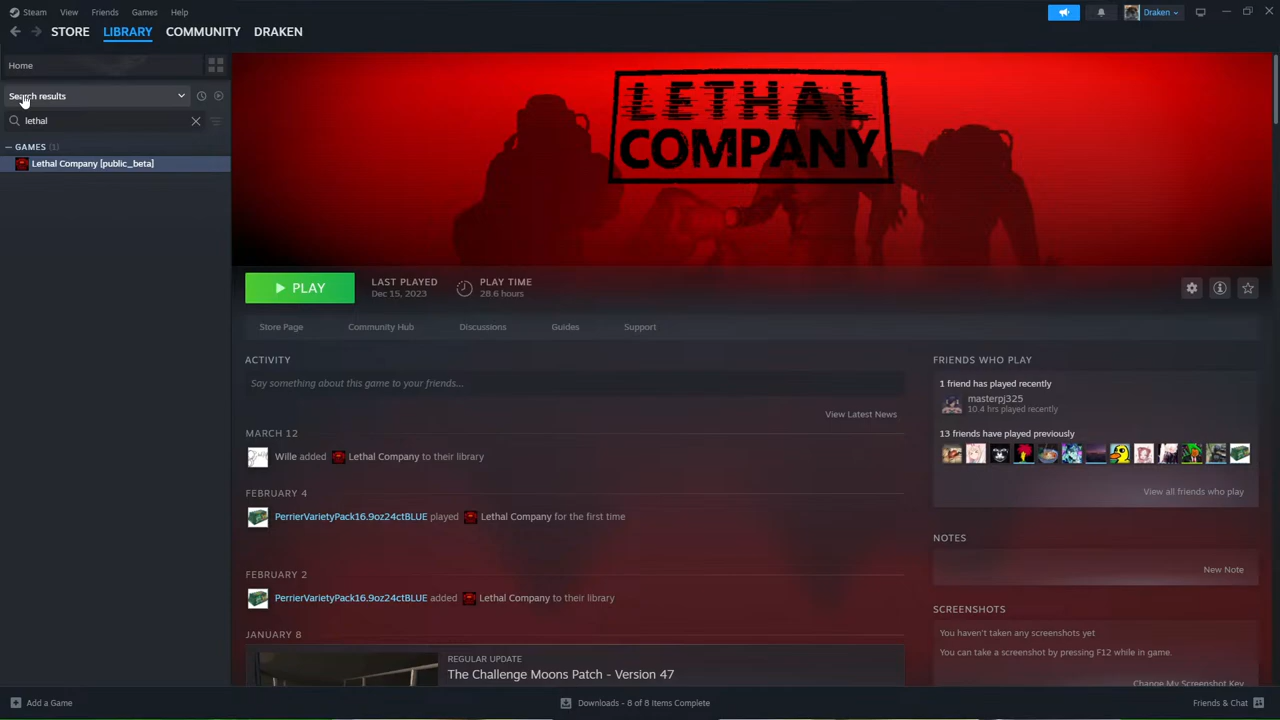 Steam View Friends Games Help
Draken
STORE LIBRARY COMMUNITY DRAKEN
Home
Search results
lethal
GAMES (1)
Lethal Company [public_beta]
LETHAL
COMPANY
PLAY
LAST PLAYED
Dec 15, 2023
PLAY TIME
28.6 hours
Store Page Community Hub Discussions Guides Support
ACTIVITY
Say something about this game to your friends...
View Latest News
MARCH 12
Wille added Lethal Company to their library
FEBRUARY 4
PerrierVarietyPack16.9oz24ctBLUE played Lethal Company for the first time
FEBRUARY 2
PerrierVarietyPack16.9oz24ctBLUE added Lethal Company to their library
JANUARY 8
REGULAR UPDATE
The Challenge Moons Patch - Version 47
FRIENDS WHO PLAY
1 friend has played recently
masterpj325
10.4 hrs played recently
13 friends have played previously
View all friends who play
NOTES
New Note
SCREENSHOTS
You haven't taken any screenshots yet
You can take a screenshot by pressing F12 while in game.
Change My Screenshot Key
Add a Game
Downloads - 8 of 8 Items Complete
Friends & Chat